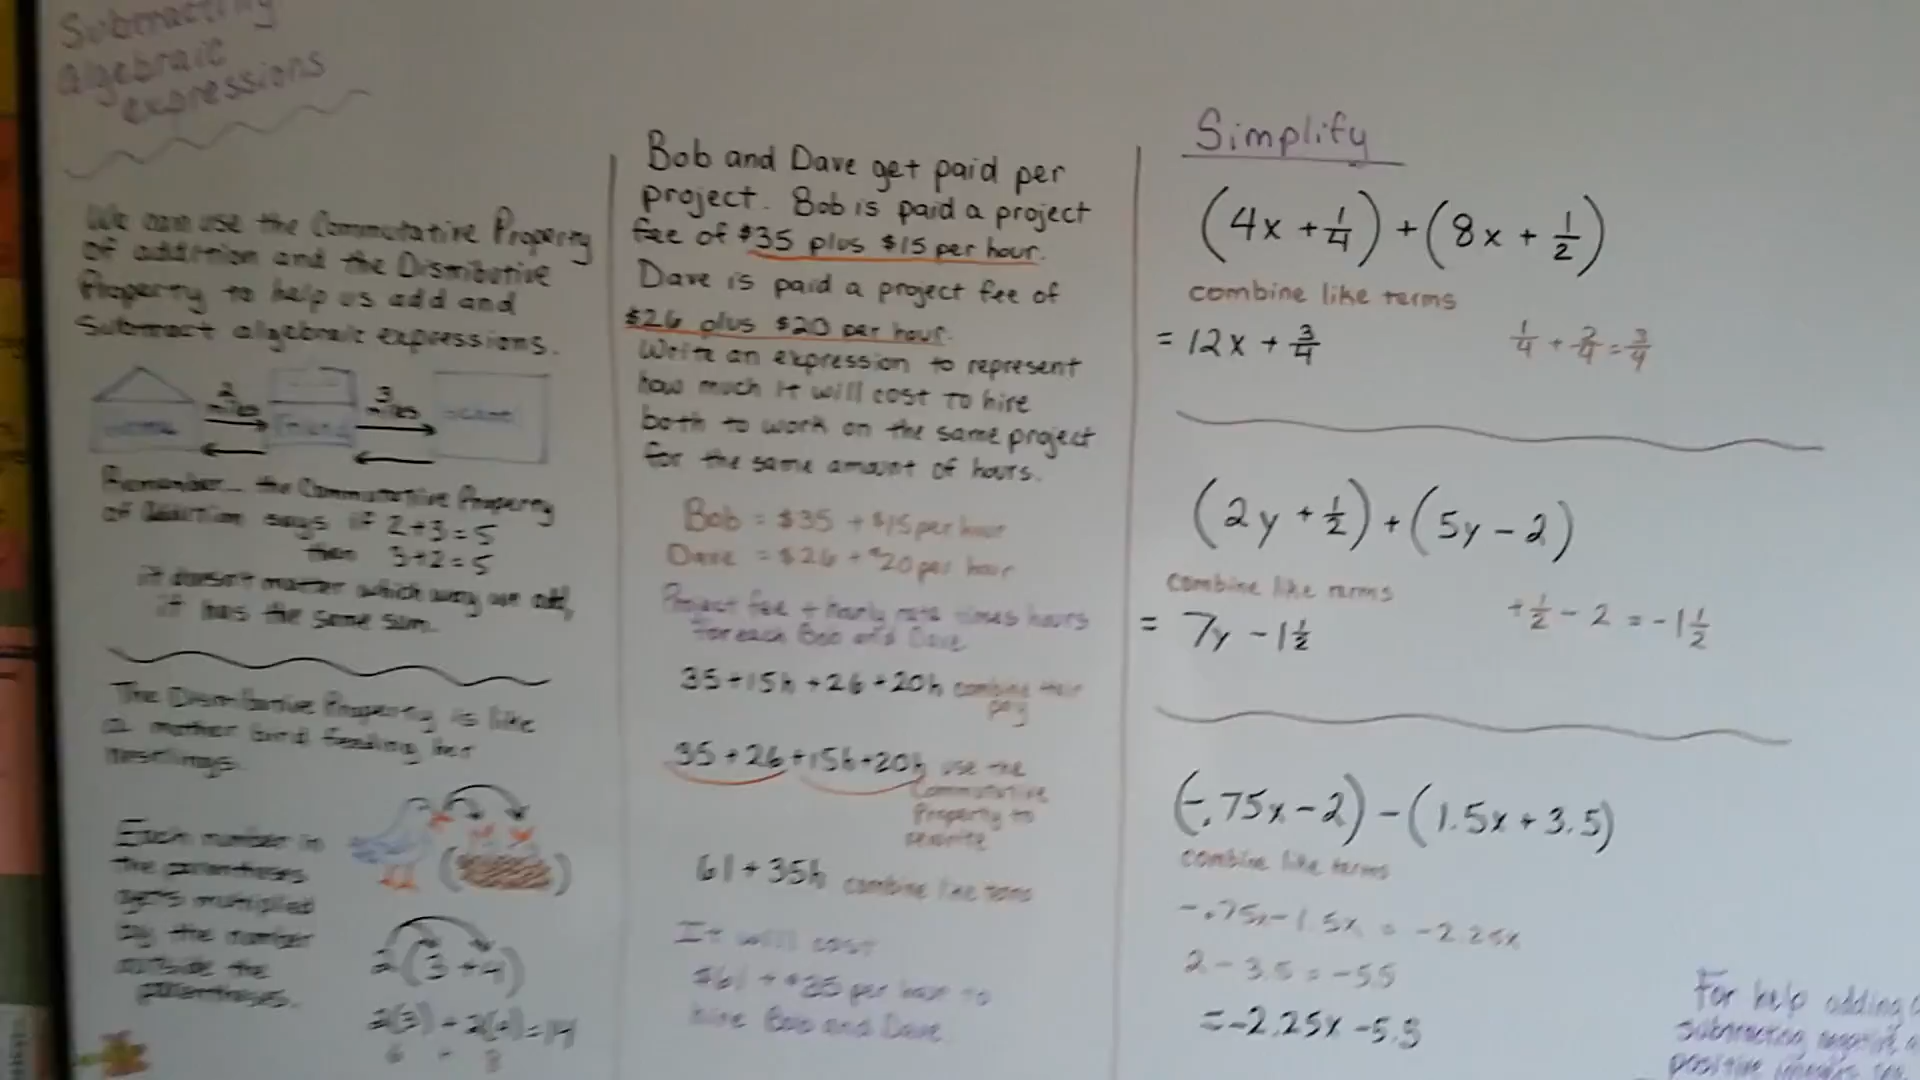 Subtracting
algebraic
expressions
We can use the Commutative Property
of addition and the Distributive
Property to help us add and
subtract algebraic expressions.
2
miles
3
miles
Home
Friend
School
Remember... the Commutative Property
of addition says if 2+3=5
then 3+2=5
it doesn't matter which way we add,
it has the same sum.
The Distributive Property is like
a mother bird feeding her
nestlings.
Each number in
the parentheses
gets multiplied
by the number
outside the
parentheses.
2(3+4)
2(3)+2(4)=14
6 + 8
Bob and Dave get paid per
project. Bob is paid a project
fee of $35 plus $15 per hour.
Dave is paid a project fee of
$26 plus $20 per hour.
Write an expression to represent
how much it will cost to hire
both to work on the same project
for the same amount of hours.
Bob = $35 + $15 per hour
Dave = $26 + $20 per hour
Project fee + hourly rate times hours
for each Bob and Dave
35+15h+26+20h combine their
pay
35+26+15h+20h use the
Commutative
Property to
rewrite
61+35h combine like terms
It will cost
$61 + $35 per hour to
hire Bob and Dave
Simplify
(4x + 1/4) + (8x + 1/2)
combine like terms
= 12x + 3/4
1/4 + 2/4 = 3/4
(2y + 1/2) + (5y - 2)
combine like terms
= 7y - 1 1/2
+ 1/2 - 2 = -1 1/2
(-.75x - 2) - (1.5x + 3.5)
combine like terms
-.75x - 1.5x = -2.25x
2 - 3.5 = -5.5
= -2.25x - 5.5
For help adding
subtracting negative
positive